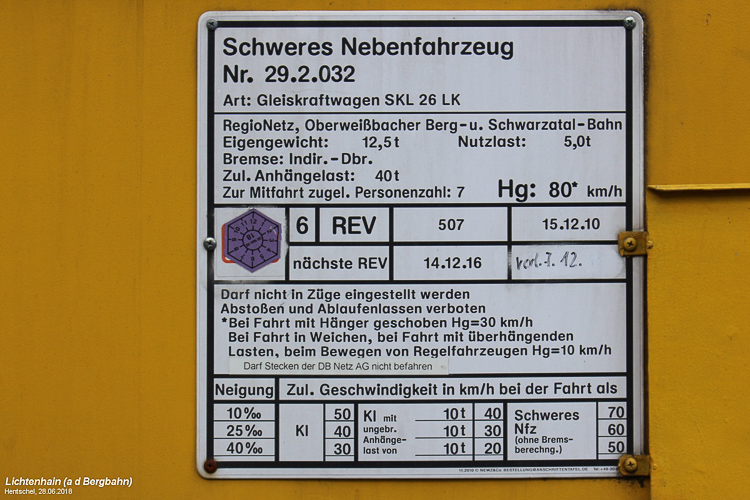 Schweres Nebenfahrzeug
Nr. 29.2.032
Art: Gleiskraftwagen SKL 26 LK
RegioNetz, Oberweißbacher Berg-u. Schwarzatal-Bahn
Eigengewicht: 12,5t Nutzlast: 5,0t
Bremse: Indir.-Dbr.
Zul. Anhängelast: 40t
Zur Mitfahrt zugel. Personenzahl: 7 Hg: 80* km/h
6 REV 507 15.12.10
nächste REV 14.12.16 verl. 12.
Darf nicht in Züge eingestellt werden
Abstoßen und Ablaufenlassen verboten
*Bei Fahrt mit Hänger geschoben Hg=30 km/h
Bei Fahrt in Weichen, bei Fahrt mit überhängenden
Lasten, beim Bewegen von Regelfahrzeugen Hg=10 km/h
Darf Stecken der DB Netz AG nicht befahren
Neigung Zul. Geschwindigkeit in km/h bei der Fahrt als
10‰ 50 Kl mit 10t 40 Schweres 70
25‰ Kl 40 ungebr. Anhänge- 10t 30 Nfz 60
40‰ 30 last von 10t 20 (ohne Brems-berechng.) 50
Lichtenhain (a d Bergbahn)
Hentschel, 28.06.2018